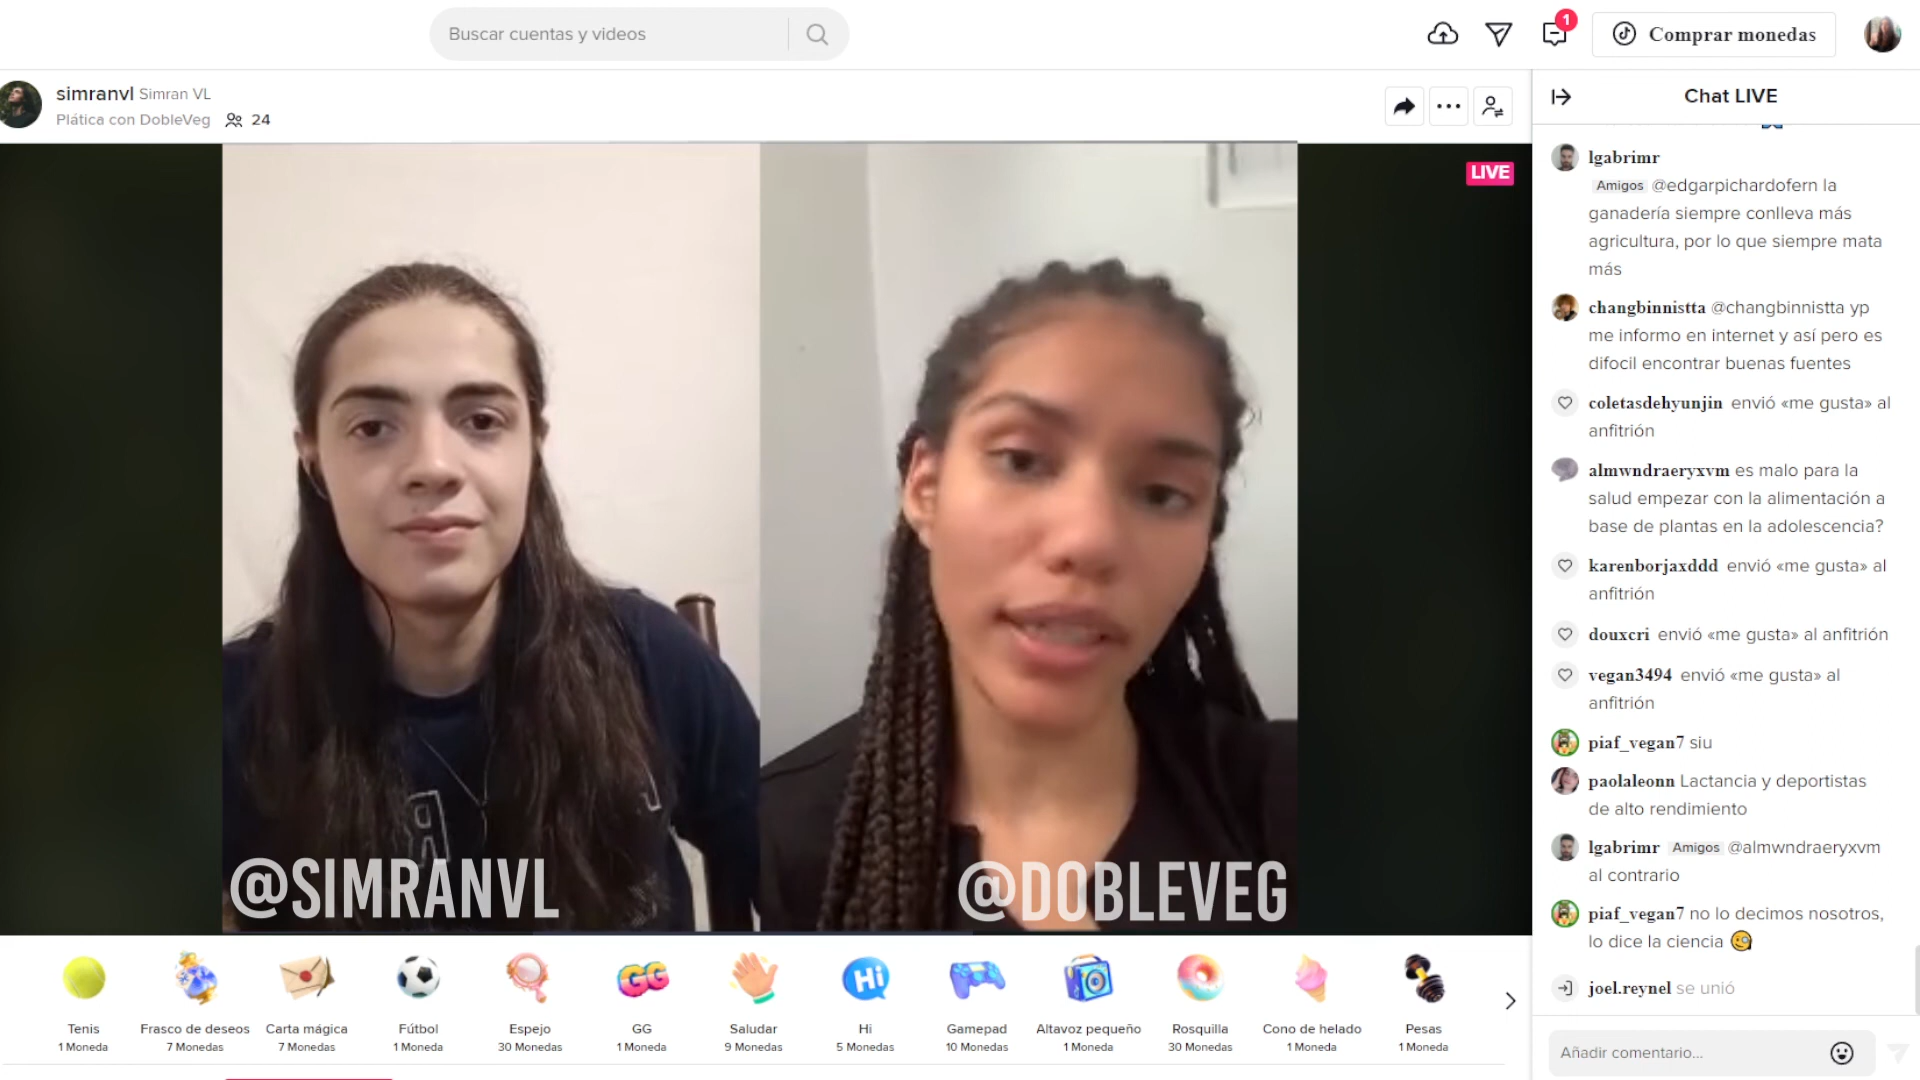 Buscar cuentas y videos
1
Comprar monedas
simranvl Simran VL
Plática con DobleVeg 24
LIVE
@SIMRANVL
@DOBLEVEG
Tenis
1 Moneda
Frasco de deseos
7 Monedas
Carta mágica
7 Monedas
Fútbol
1 Moneda
Espejo
30 Monedas
GG
GG
1 Moneda
Saludar
9 Monedas
Hi
Hi
5 Monedas
Gamepad
10 Monedas
Altavoz pequeño
1 Moneda
Rosquilla
30 Monedas
Cono de helado
1 Moneda
Pesas
1 Moneda
Chat LIVE
lgabrimr
Amigos @edgarpichardofern la
ganadería siempre conlleva más
agricultura, por lo que siempre mata
más
changbinnistta @changbinnistta yp
me informo en internet y así pero es
difocil encontrar buenas fuentes
coletasdehyunjin envió «me gusta» al
anfitrión
almwndraeryxvm es malo para la
salud empezar con la alimentación a
base de plantas en la adolescencia?
karenborjaxddd envió «me gusta» al
anfitrión
douxcri envió «me gusta» al anfitrión
vegan3494 envió «me gusta» al
anfitrión
piaf_vegan7 siu
paolaleonn Lactancia y deportistas
de alto rendimiento
lgabrimr Amigos @almwndraeryxvm
al contrario
piaf_vegan7 no lo decimos nosotros,
lo dice la ciencia
joel.reynel se unió
Añadir comentario...